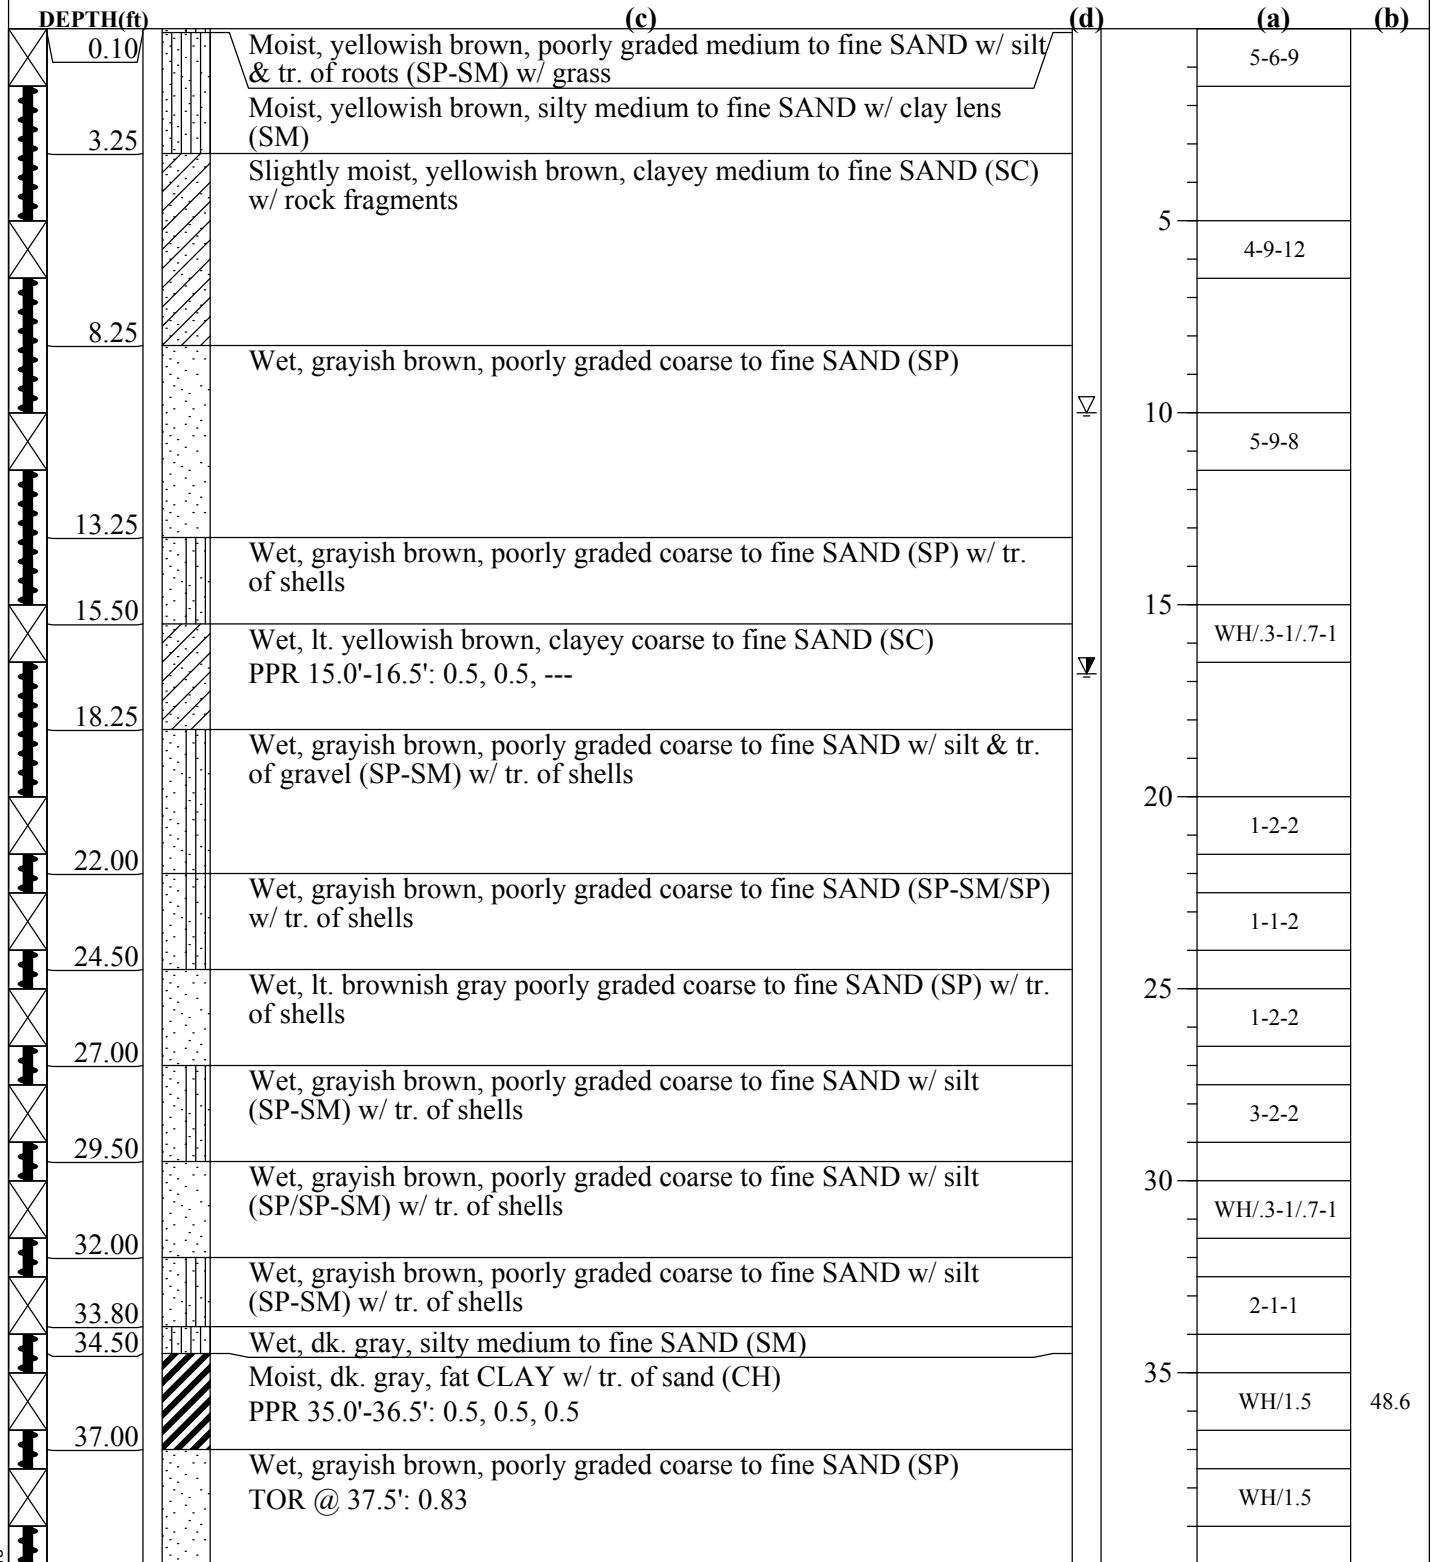 DEPTH(ft) (c) (d) (a) (b)
0.10 Moist, yellowish brown, poorly graded medium to fine SAND w/ silt 5-6-9
& tr. of roots (SP-SM) w/ grass
Moist, yellowish brown, silty medium to fine SAND w/ clay lens
3.25 (SM)
Slightly moist, yellowish brown, clayey medium to fine SAND (SC)
w/ rock fragments
5
4-9-12
8.25
Wet, grayish brown, poorly graded coarse to fine SAND (SP)
10
5-9-8
13.25
Wet, grayish brown, poorly graded coarse to fine SAND (SP) w/ tr.
of shells
15.50 15
Wet, lt. yellowish brown, clayey coarse to fine SAND (SC) WH/.3-1/.7-1
PPR 15.0'-16.5': 0.5, 0.5, ---
18.25
Wet, grayish brown, poorly graded coarse to fine SAND w/ silt & tr.
of gravel (SP-SM) w/ tr. of shells
20
1-2-2
22.00
Wet, grayish brown, poorly graded coarse to fine SAND (SP-SM/SP)
w/ tr. of shells 1-1-2
24.50
Wet, lt. brownish gray poorly graded coarse to fine SAND (SP) w/ tr. 25
of shells 1-2-2
27.00
Wet, grayish brown, poorly graded coarse to fine SAND w/ silt
(SP-SM) w/ tr. of shells 3-2-2
29.50
Wet, grayish brown, poorly graded coarse to fine SAND w/ silt 30
(SP/SP-SM) w/ tr. of shells WH/.3-1/.7-1
32.00
Wet, grayish brown, poorly graded coarse to fine SAND w/ silt
33.80 (SP-SM) w/ tr. of shells 2-1-1
34.50 Wet, dk. gray, silty medium to fine SAND (SM)
Moist, dk. gray, fat CLAY w/ tr. of sand (CH) 35
PPR 35.0'-36.5': 0.5, 0.5, 0.5 WH/1.5 48.6
37.00
Wet, grayish brown, poorly graded coarse to fine SAND (SP)
TOR @ 37.5': 0.83 WH/1.5